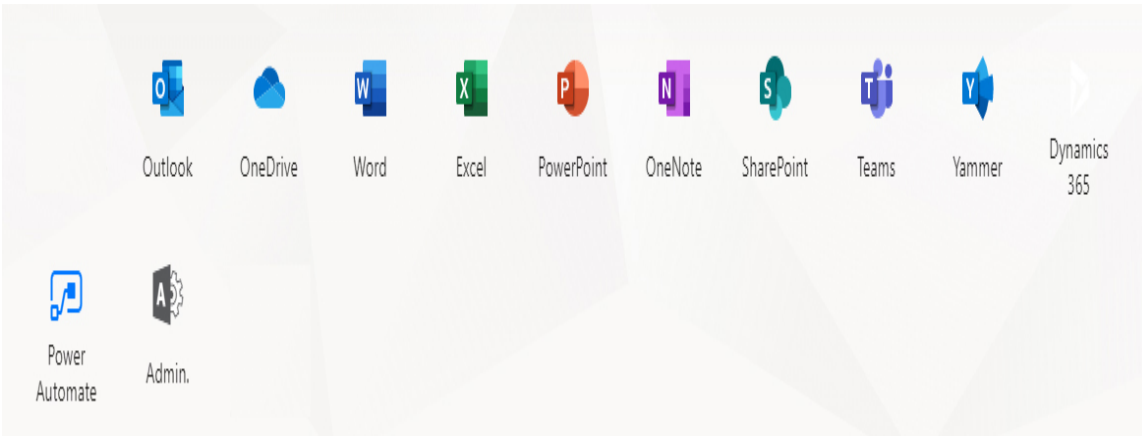 O W X P N S T Y
Outlook OneDrive Word Excel PowerPoint OneNote SharePoint Teams Yammer Dynamics
365
A
Power
Automate
Admin.